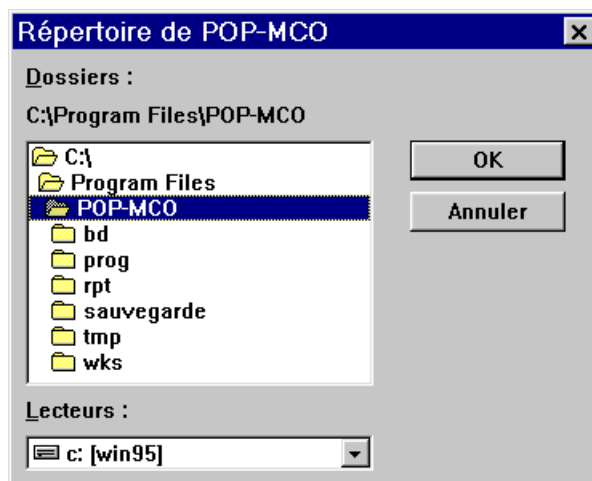 Répertoire de POP-MCO
Dossiers :
C:\Program Files\POP-MCO
C:\
Program Files
POP-MCO
bd
prog
rpt
sauvegarde
tmp
wks
OK
Annuler
Lecteurs :
c: [win95]